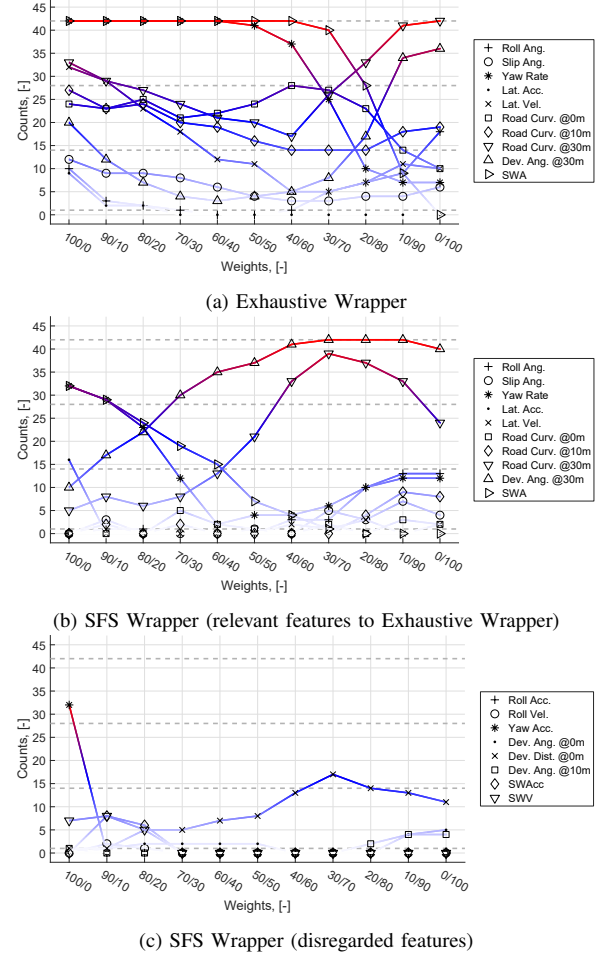 45
40
35
30
25
20
15
10
5
0
Counts, [-]
100/0
90/10
80/20
70/30
60/40
50/50
40/60
30/70
20/80
10/90
0/100
Weights, [-]
Roll Ang.
Slip Ang.
Yaw Rate
Lat. Acc.
Lat. Vel.
Road Curv. @0m
Road Curv. @10m
Road Curv. @30m
Dev. Ang. @30m
SWA
(a) Exhaustive Wrapper
45
40
35
30
25
20
15
10
5
0
Counts, [-]
100/0
90/10
80/20
70/30
60/40
50/50
40/60
30/70
20/80
10/90
0/100
Weights, [-]
Roll Ang.
Slip Ang.
Yaw Rate
Lat. Acc.
Lat. Vel.
Road Curv. @0m
Road Curv. @10m
Road Curv. @30m
Dev. Ang. @30m
SWA
(b) SFS Wrapper (relevant features to Exhaustive Wrapper)
45
40
35
30
25
20
15
10
5
0
Counts, [-]
100/0
90/10
80/20
70/30
60/40
50/50
40/60
30/70
20/80
10/90
0/100
Weights, [-]
Roll Acc.
Roll Vel.
Yaw Acc.
Dev. Ang. @0m
Dev. Dist. @0m
Dev. Ang. @10m
SWAcc
SWV
(c) SFS Wrapper (disregarded features)